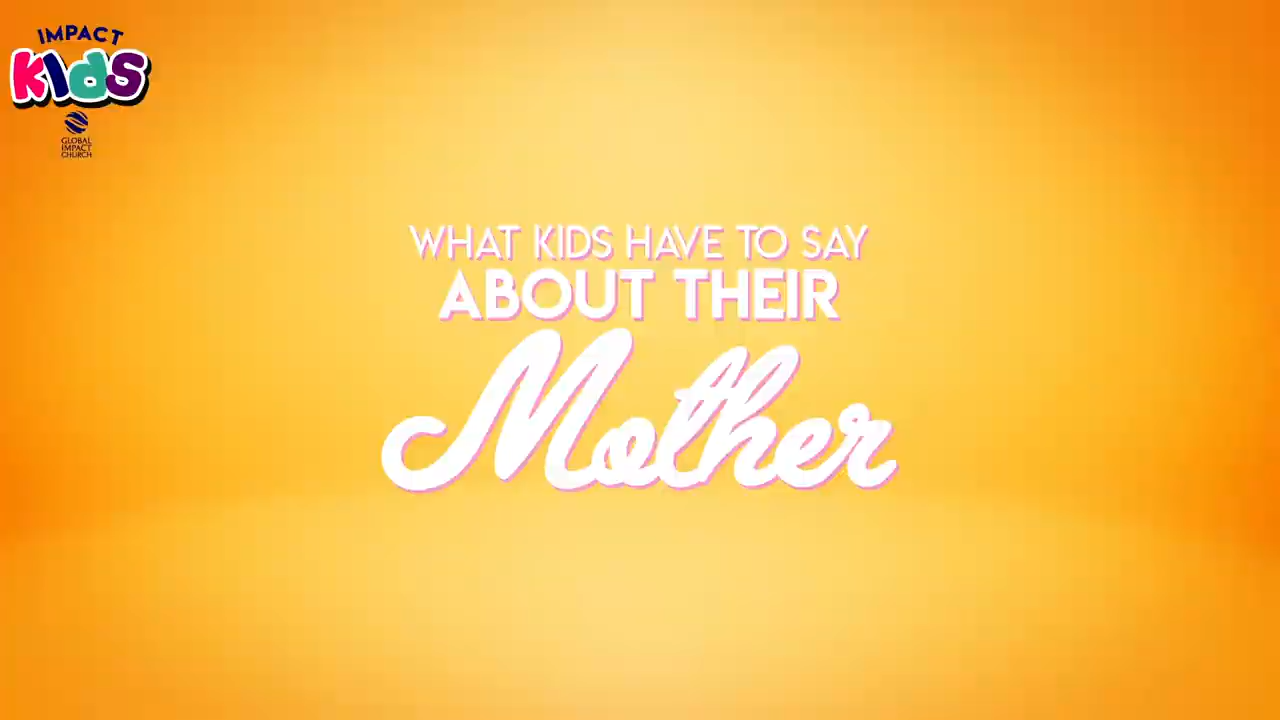 IMPACT
KIDS
GLOBAL
IMPACT
CHURCH
WHAT KIDS HAVE TO SAY
ABOUT THEIR
Mother